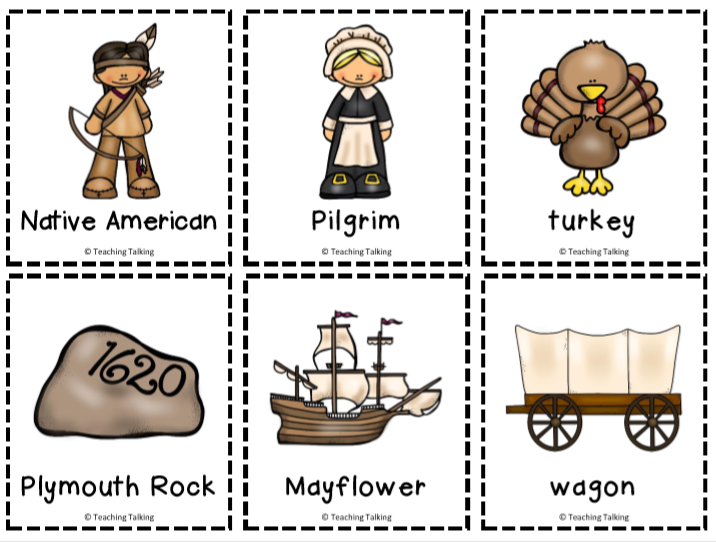 Native American
© Teaching Talking
Pilgrim
© Teaching Talking
turkey
© Teaching Talking
1620
Plymouth Rock
© Teaching Talking
Mayflower
© Teaching Talking
wagon
© Teaching Talking